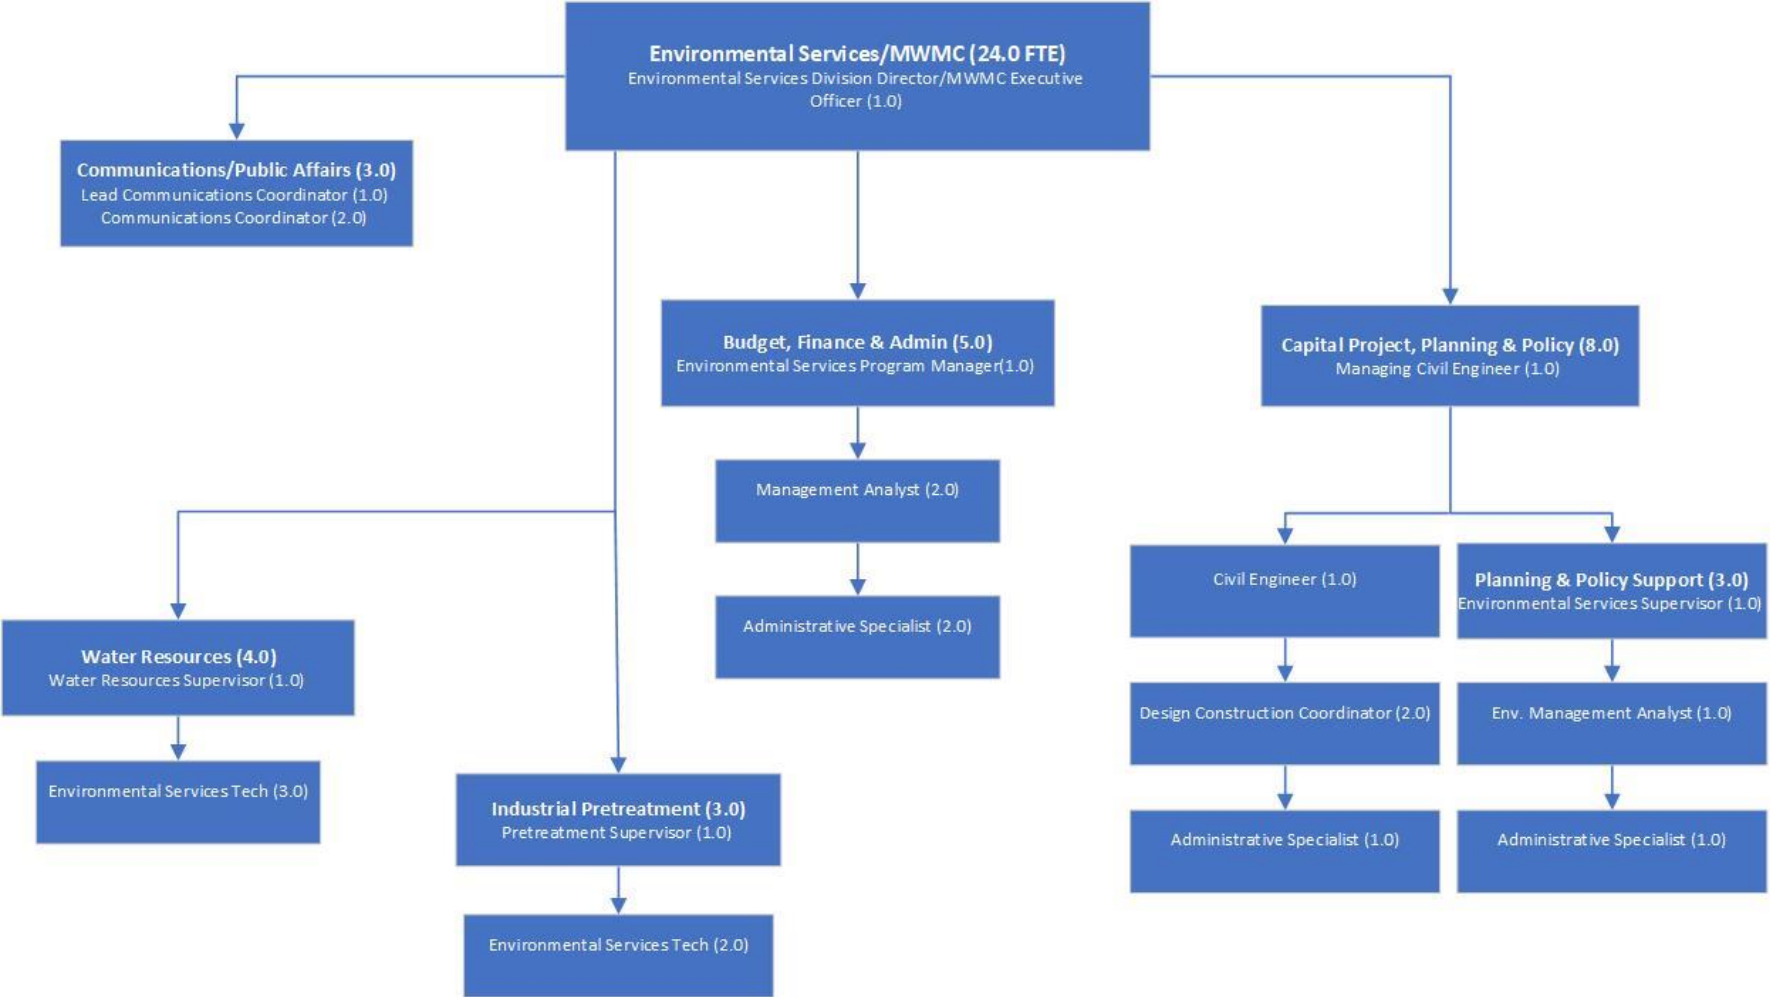 Environmental Services/MWMC (24.0 FTE)
Environmental Services Division Director/MWMC Executive
Officer (1.0)
Communications/Public Affairs (3.0)
Lead Communications Coordinator (1.0)
Communications Coordinator (2.0)
Budget, Finance & Admin (5.0)
Environmental Services Program Manager(1.0)
Management Analyst (2.0)
Administrative Specialist (2.0)
Capital Project, Planning & Policy (8.0)
Managing Civil Engineer (1.0)
Civil Engineer (1.0)
Design Construction Coordinator (2.0)
Administrative Specialist (1.0)
Planning & Policy Support (3.0)
Environmental Services Supervisor (1.0)
Env. Management Analyst (1.0)
Administrative Specialist (1.0)
Water Resources (4.0)
Water Resources Supervisor (1.0)
Environmental Services Tech (3.0)
Industrial Pretreatment (3.0)
Pretreatment Supervisor (1.0)
Environmental Services Tech (2.0)